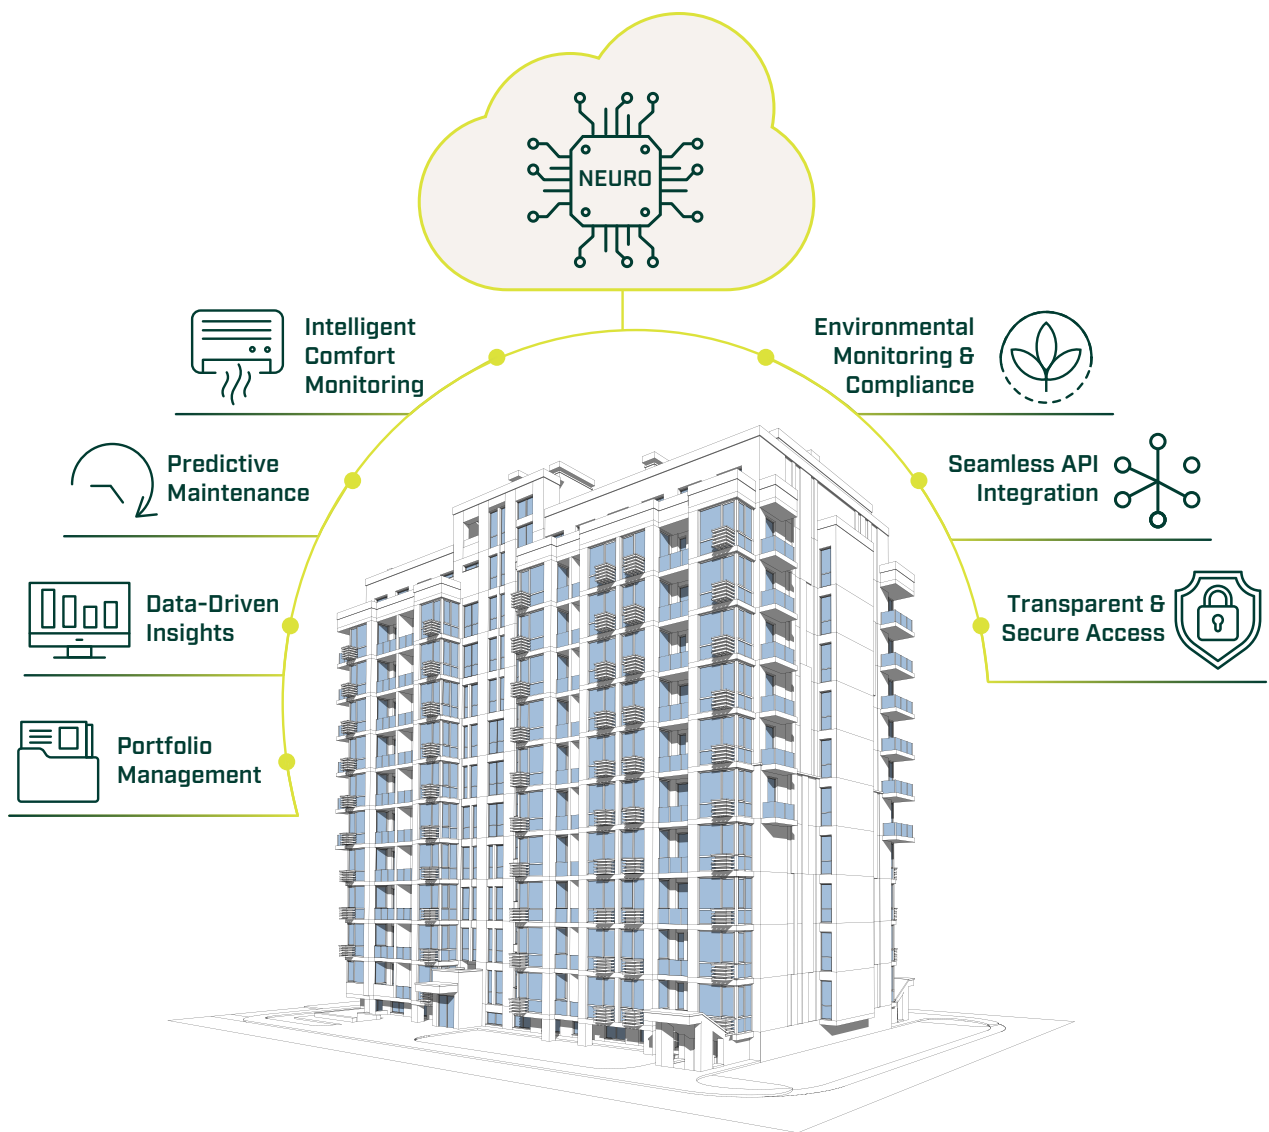 NEURO
Intelligent
Comfort
Monitoring
Predictive
Maintenance
Data-Driven
Insights
Portfolio
Management
Environmental
Monitoring &
Compliance
Seamless API
Integration
Transparent &
Secure Access